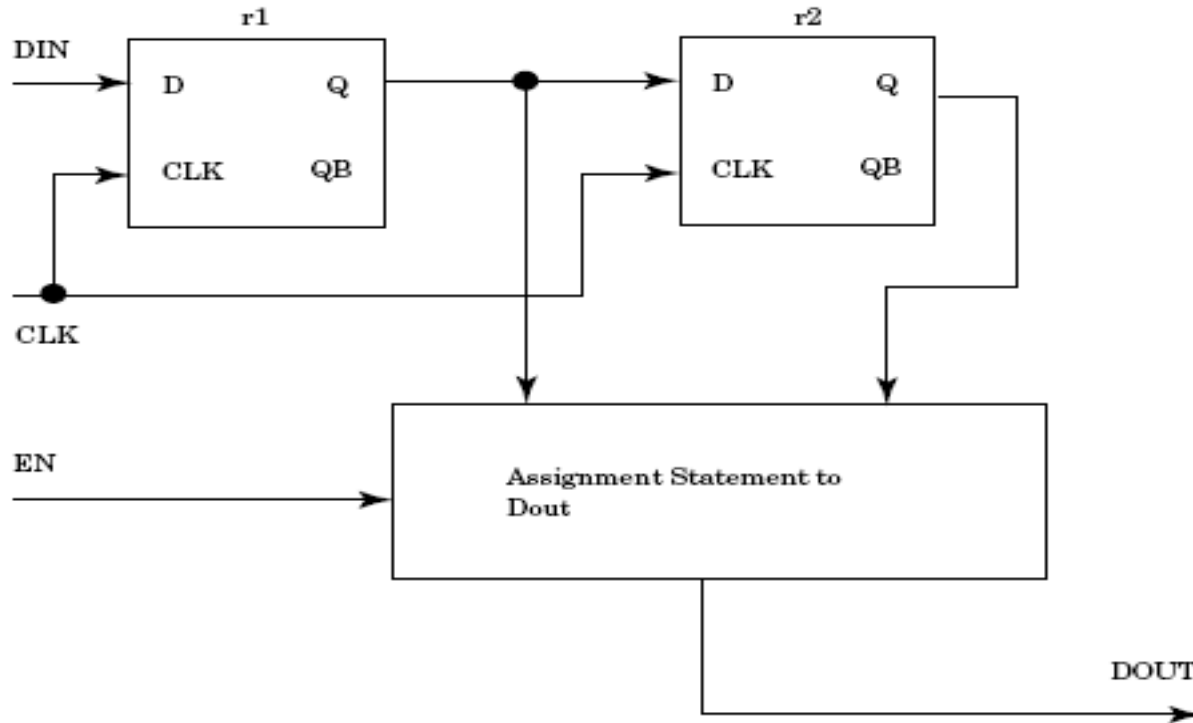 r1
r2
DIN
D
Q
D
Q
CLK
QB
CLK
QB
CLK
EN
Assignment Statement to
Dout
DOUT